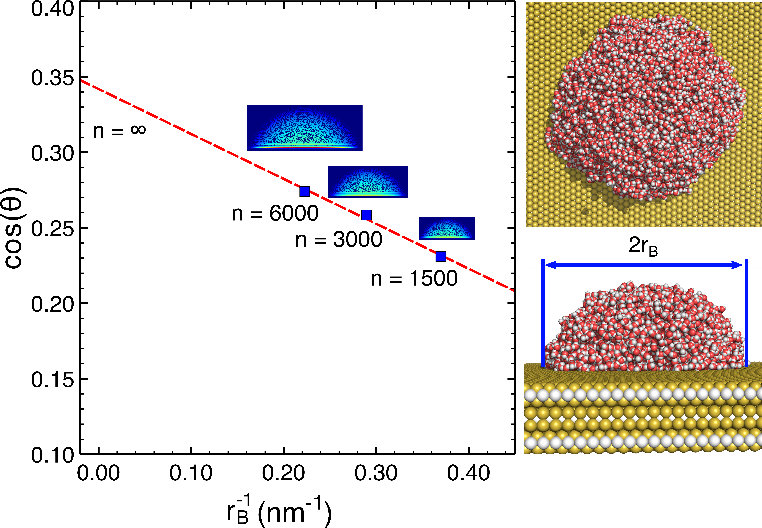 0.40
0.35
0.30
0.25
0.20
0.15
0.10
cos(θ)
n = ∞
n = 6000
n = 3000
n = 1500
0.00 0.10 0.20 0.30 0.40
r_B^-1 (nm^-1)
2r_B